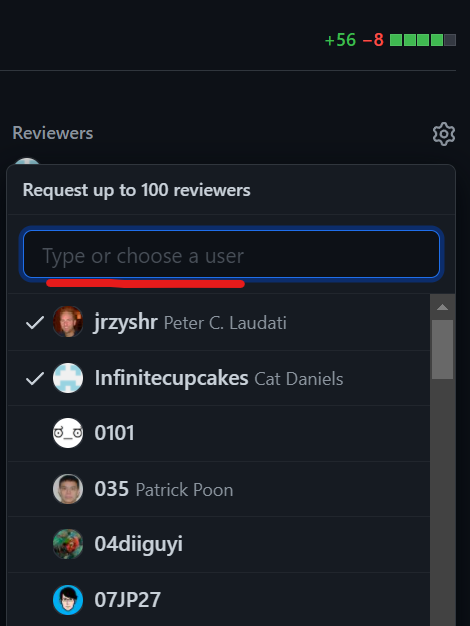 +56 −8
Reviewers
Request up to 100 reviewers
Type or choose a user
jrzyshr Peter C. Laudati
Infinitecupcakes Cat Daniels
0101
035 Patrick Poon
04diiguyi
07JP27